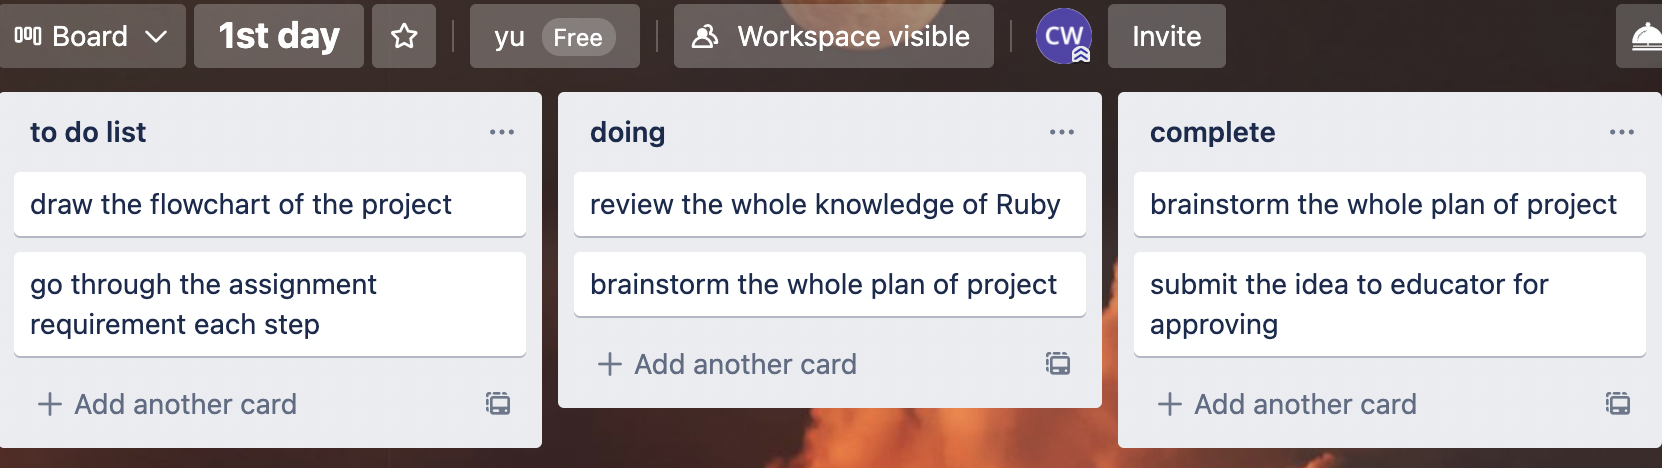 Board
1st day
yu Free
Workspace visible
CW
Invite
to do list
draw the flowchart of the project
go through the assignment
requirement each step
+ Add another card
doing
review the whole knowledge of Ruby
brainstorm the whole plan of project
+ Add another card
complete
brainstorm the whole plan of project
submit the idea to educator for
approving
+ Add another card